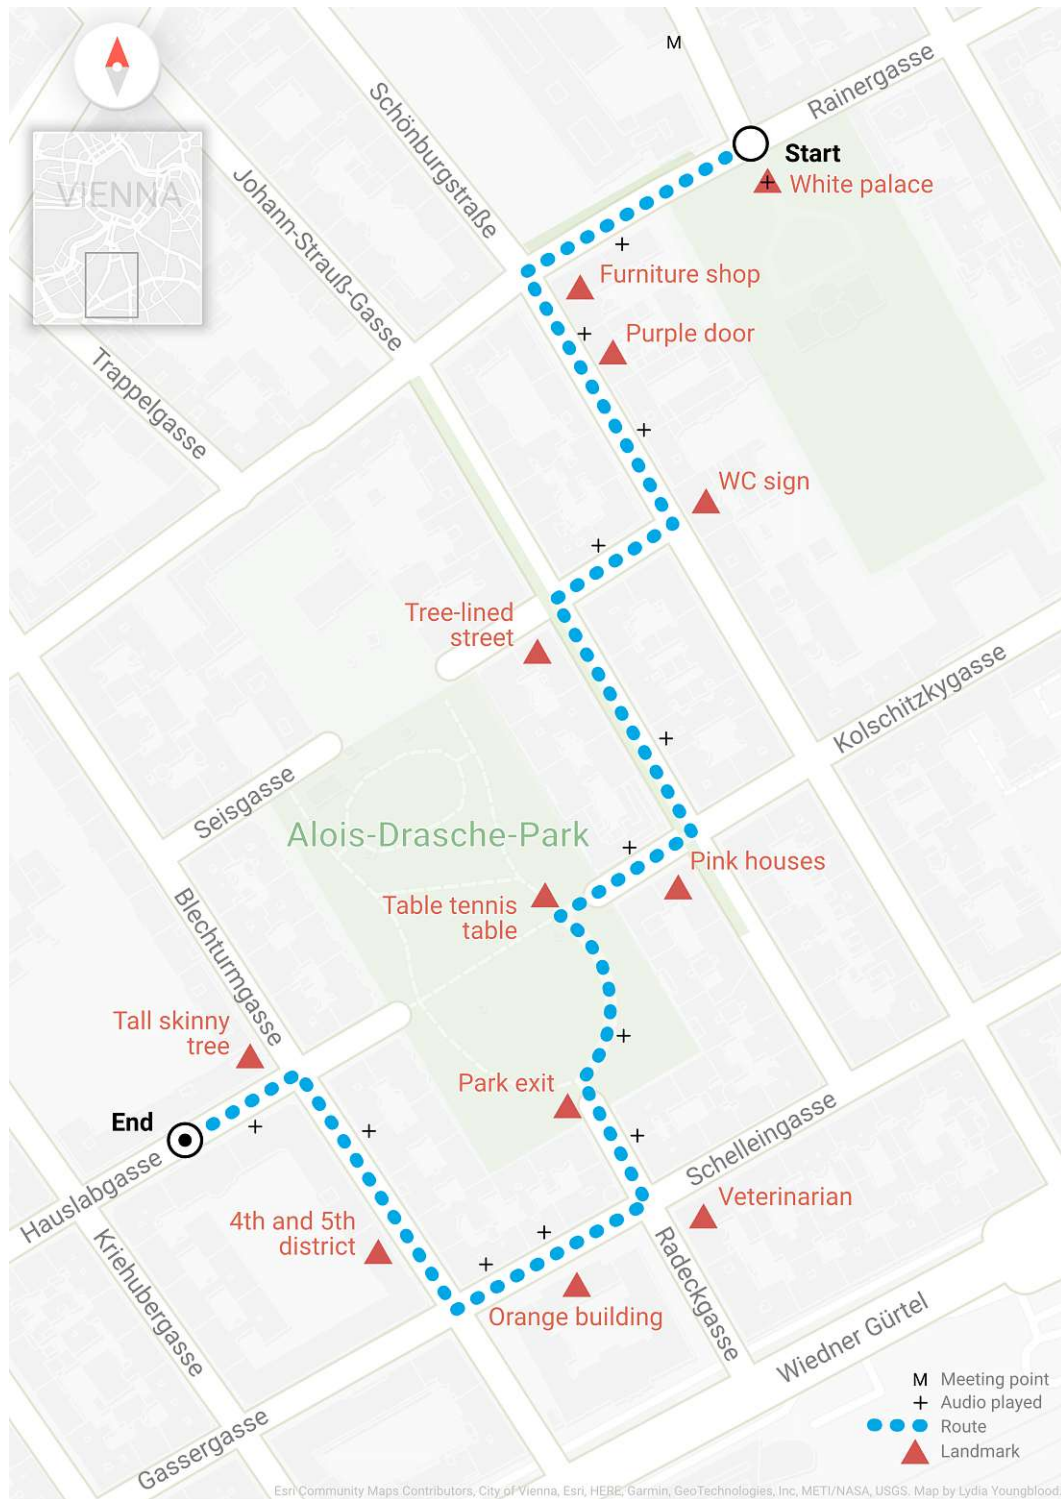 M
Rainergasse
Schönburgstraße
Start
White palace
VIENNA
Johann-Strauß-Gasse
Furniture shop
Purple door
Trappelgasse
WC sign
Tree-lined
street
Kolschitzkygasse
Seisgasse
Alois-Drasche-Park
Pink houses
Table tennis
table
Blechturmgasse
Tall skinny
tree
Park exit
End
Schelleingasse
Hauslabgasse
Veterinarian
4th and 5th
district
Kriehubergasse
Radeckgasse
Orange building
Wiedner Gürtel
Gassergasse
M Meeting point
+ Audio played
Route
Landmark
Esri Community Maps Contributors, City of Vienna, Esri, HERE, Garmin, GeoTechnologies, Inc, METI/NASA, USGS. Map by Lydia Youngblood